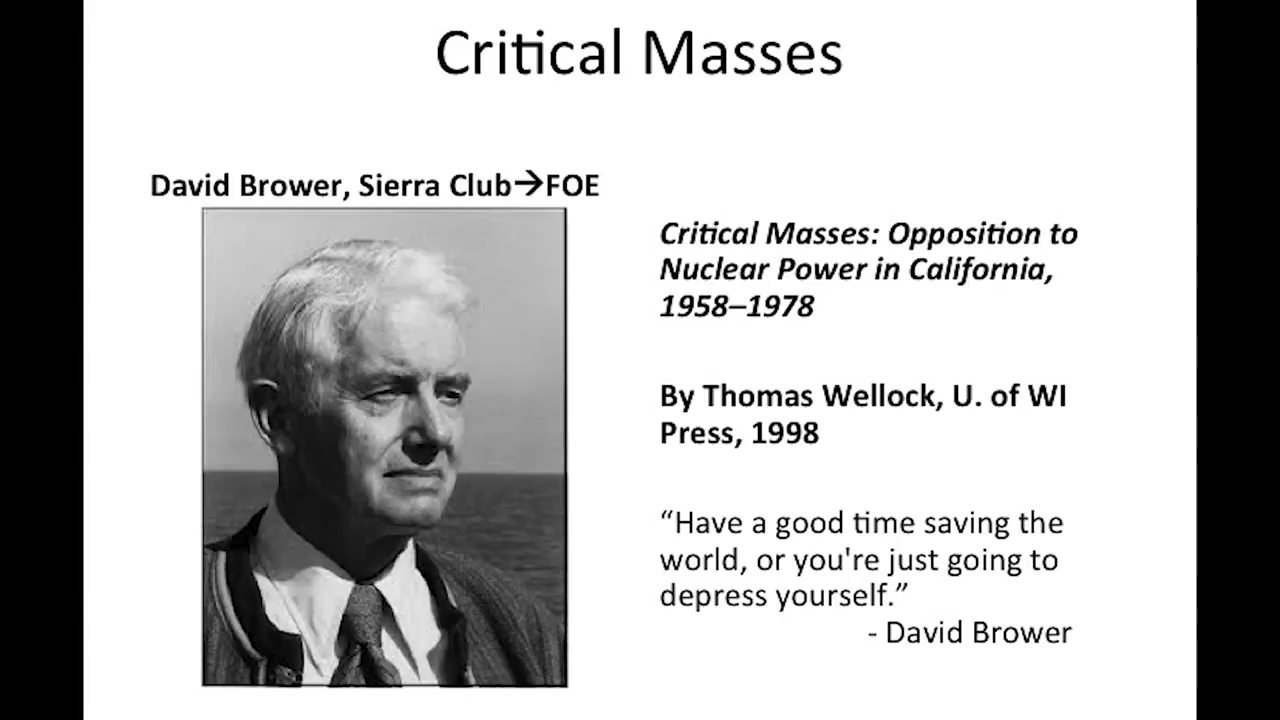 Critical Masses
David Brower, Sierra Club→FOE
Critical Masses: Opposition to
Nuclear Power in California,
1958–1978
By Thomas Wellock, U. of WI
Press, 1998
“Have a good time saving the
world, or you're just going to
depress yourself.”
- David Brower